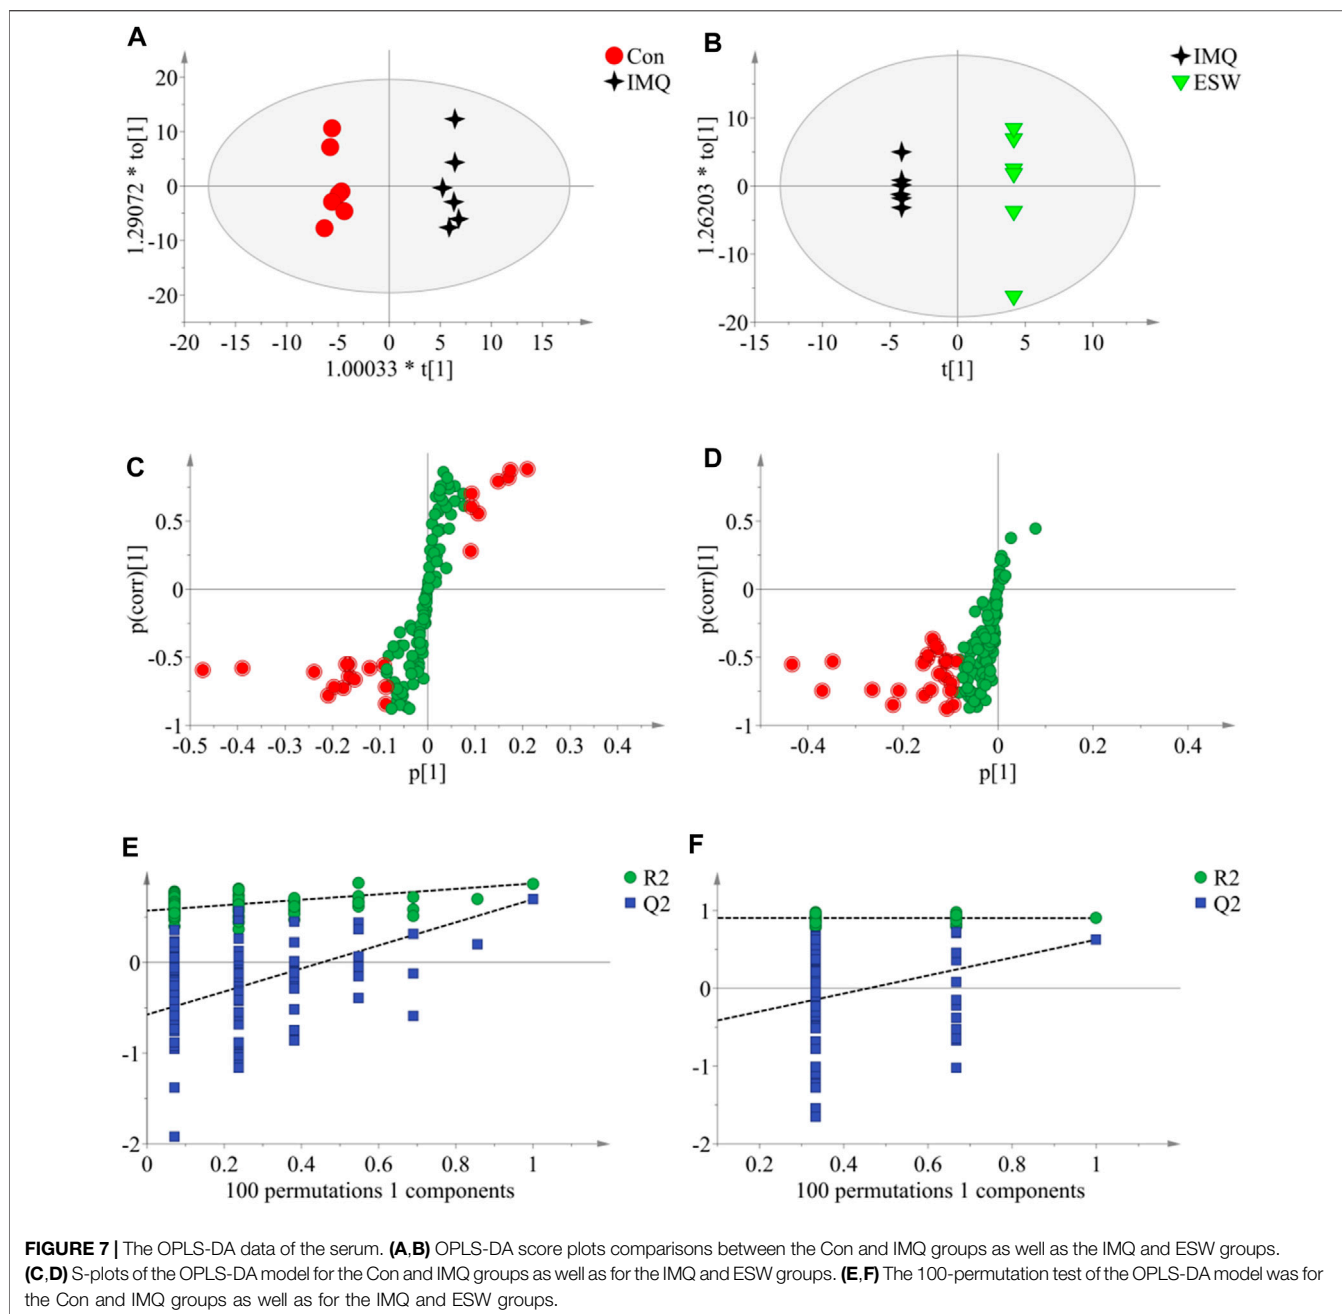 A
Con
IMQ
20
10
0
-10
-20
1.29072 * to[1]
-20 -15 -10 -5 0 5 10 15
1.00033 * t[1]
B
IMQ
ESW
10
0
-10
-20
1.26203 * to[1]
-15 -10 -5 0 5 10
t[1]
C
0.5
0
-0.5
-1
p(corr)[1]
-0.5 -0.4 -0.3 -0.2 -0.1 0 0.1 0.2 0.3 0.4
p[1]
D
0.5
0
-0.5
-1
p(corr)[1]
-0.4 -0.2 0 0.2 0.4
p[1]
E
R2
Q2
0
-1
-2
0 0.2 0.4 0.6 0.8 1
100 permutations 1 components
F
R2
Q2
1
0
-1
-2
0.2 0.4 0.6 0.8 1
100 permutations 1 components
FIGURE 7 | The OPLS-DA data of the serum. (A,B) OPLS-DA score plots comparisons between the Con and IMQ groups as well as the IMQ and ESW groups.
(C,D) S-plots of the OPLS-DA model for the Con and IMQ groups as well as for the IMQ and ESW groups. (E,F) The 100-permutation test of the OPLS-DA model was for
the Con and IMQ groups as well as for the IMQ and ESW groups.